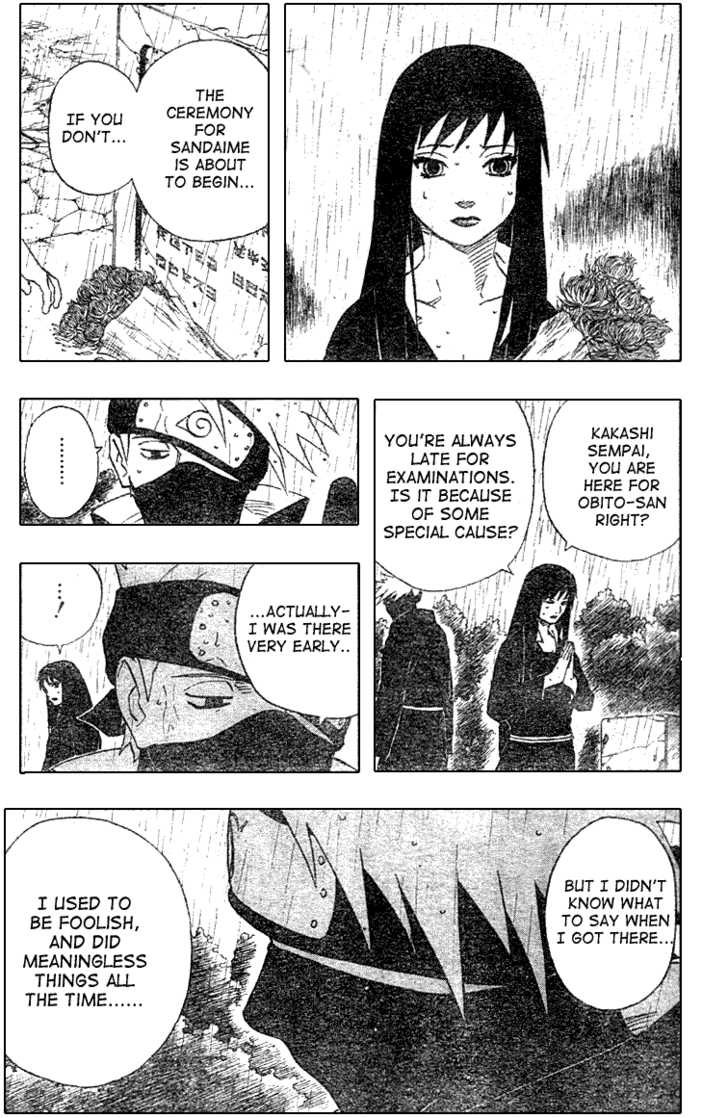 THE
CEREMONY
FOR
SANDAIME
IS ABOUT
TO BEGIN...
IF YOU
DON'T...
KAKASHI
SEMPAI,
YOU ARE
HERE FOR
OBITO-SAN
RIGHT?
YOU'RE ALWAYS
LATE FOR
EXAMINATIONS.
IS IT BECAUSE
OF SOME
SPECIAL CAUSE?
.......
...ACTUALLY-
I WAS THERE
VERY EARLY..
...!
BUT I DIDN'T
KNOW WHAT
TO SAY WHEN
I GOT THERE...
I USED TO
BE FOOLISH,
AND DID
MEANINGLESS
THINGS ALL
THE TIME......